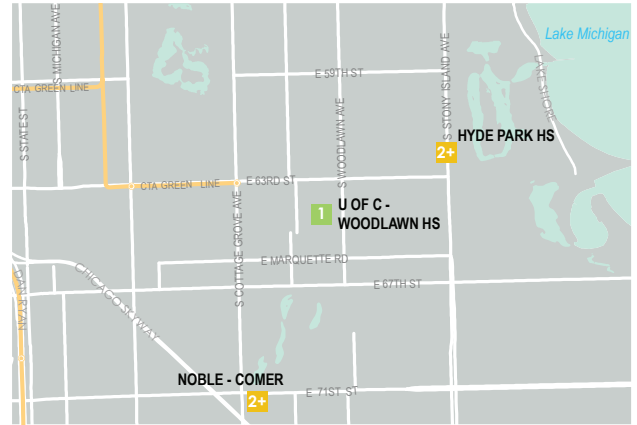 S MICHIGAN AVE
Lake Michigan
S STONY ISLAND AVE
LAKE SHORE
E 59TH ST
CTA GREEN LINE
S STATE ST
S WOODLAWN AVE
HYDE PARK HS
2+
CTA GREEN LINE
E 63RD ST
1
U OF C -
WOODLAWN HS
S COTTAGE GROVE AVE
E MARQUETTE RD
E 67TH ST
DAN RYAN
CHICAGO SKYWAY
NOBLE - COMER
E 71ST ST
2+